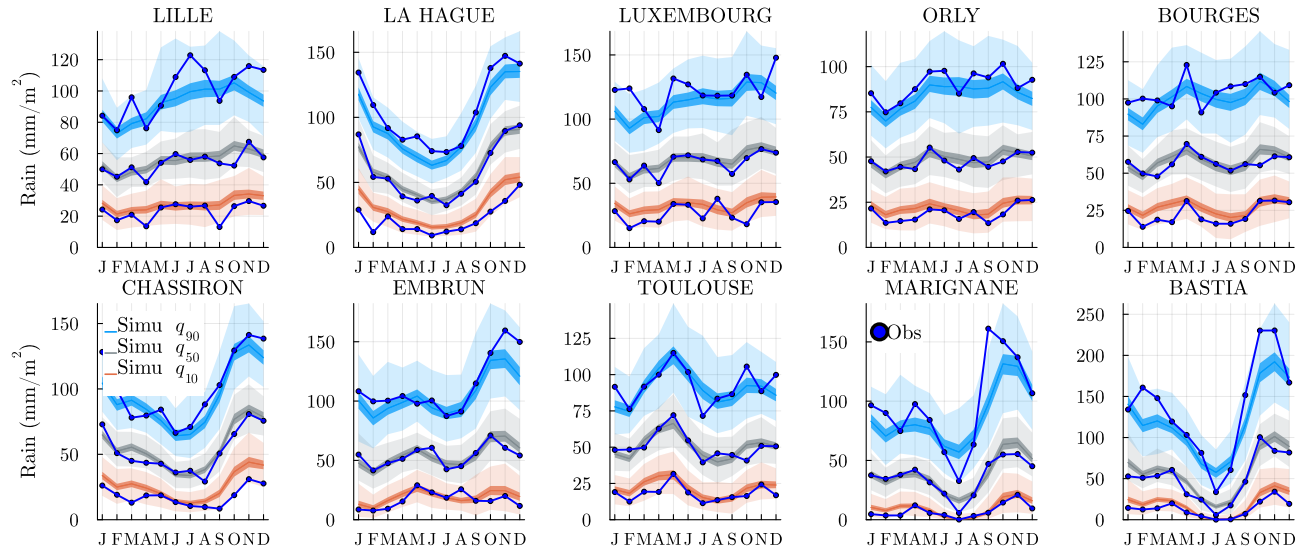 LILLE LA HAGUE LUXEMBOURG ORLY BOURGES
Rain (mm/m²)
120
100
80
60
40
20
0
J F M A M J J A S O N D
150
100
50
0
J F M A M J J A S O N D
150
100
50
0
J F M A M J J A S O N D
100
75
50
25
0
J F M A M J J A S O N D
125
100
75
50
25
0
J F M A M J J A S O N D
CHASSIRON EMBRUN TOULOUSE MARIGNANE BASTIA
Rain (mm/m²)
150
100
50
0
Simu q90
Simu q50
Simu q10
J F M A M J J A S O N D
150
100
50
0
J F M A M J J A S O N D
125
100
75
50
25
0
J F M A M J J A S O N D
150
100
50
0
Obs
J F M A M J J A S O N D
250
200
150
100
50
0
J F M A M J J A S O N D